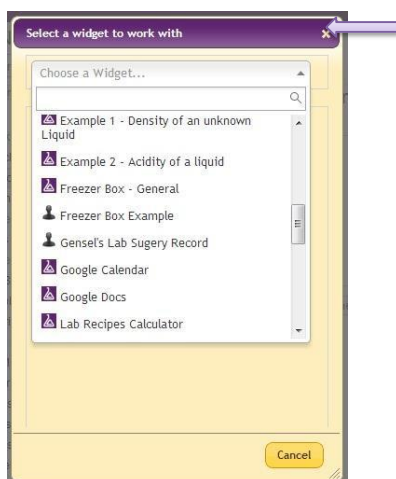 Select a widget to work with
Choose a Widget...
Example 1 - Density of an unknown
Liquid
Example 2 - Acidity of a liquid
Freezer Box - General
Freezer Box Example
Gensel's Lab Sugery Record
Google Calendar
Google Docs
Lab Recipes Calculator
Cancel